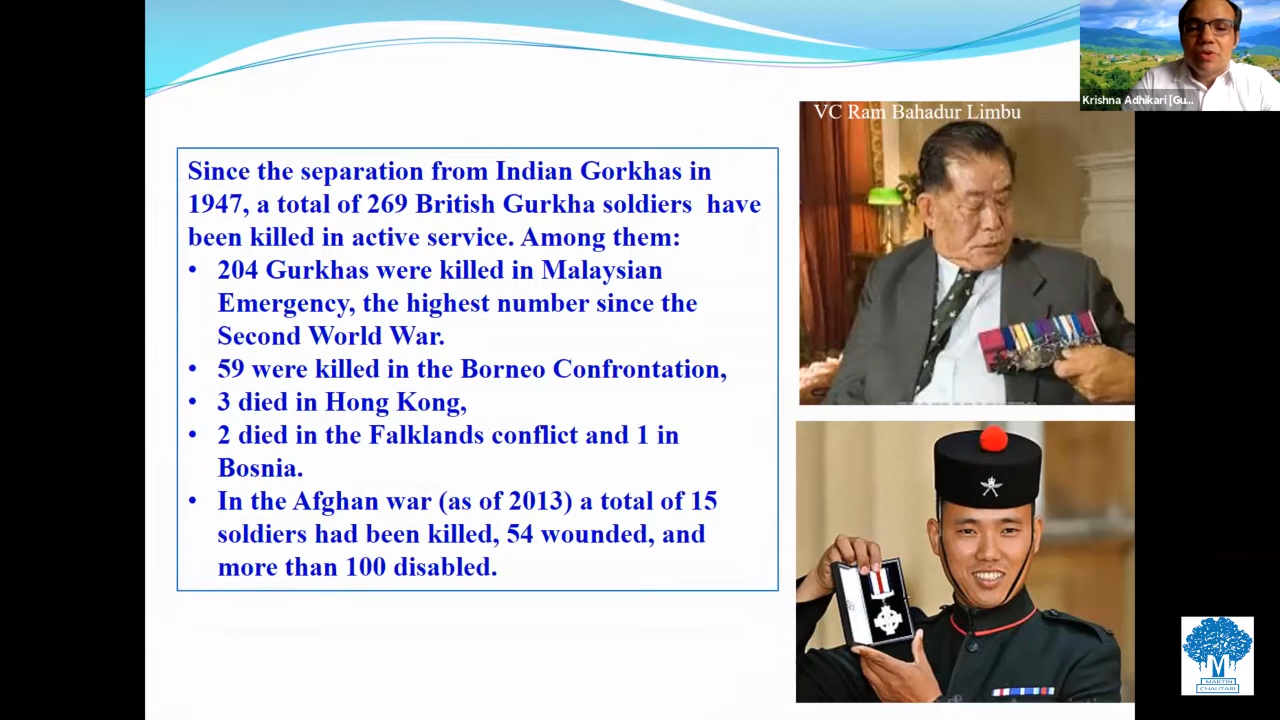 Krishna Adhikari [Gu...
VC Ram Bahadur Limbu
Since the separation from Indian Gorkhas in
1947, a total of 269 British Gurkha soldiers have
been killed in active service. Among them:
• 204 Gurkhas were killed in Malaysian
Emergency, the highest number since the
Second World War.
• 59 were killed in the Borneo Confrontation,
• 3 died in Hong Kong,
• 2 died in the Falklands conflict and 1 in
Bosnia.
• In the Afghan war (as of 2013) a total of 15
soldiers had been killed, 54 wounded, and
more than 100 disabled.
M
MARTIN
CHAUTARI